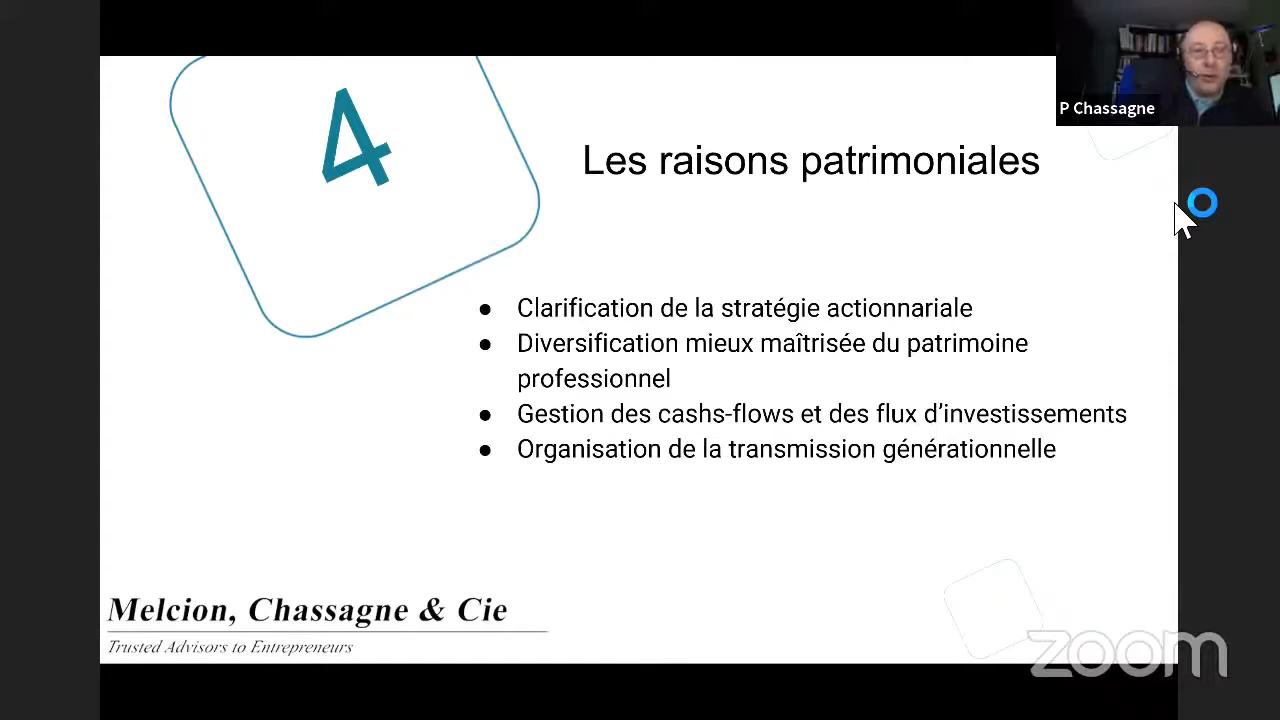 4
P Chassagne
Les raisons patrimoniales
● Clarification de la stratégie actionnariale
● Diversification mieux maîtrisée du patrimoine
professionnel
● Gestion des cashs-flows et des flux d’investissements
● Organisation de la transmission générationnelle
Melcion, Chassagne & Cie
Trusted Advisors to Entrepreneurs
zoom